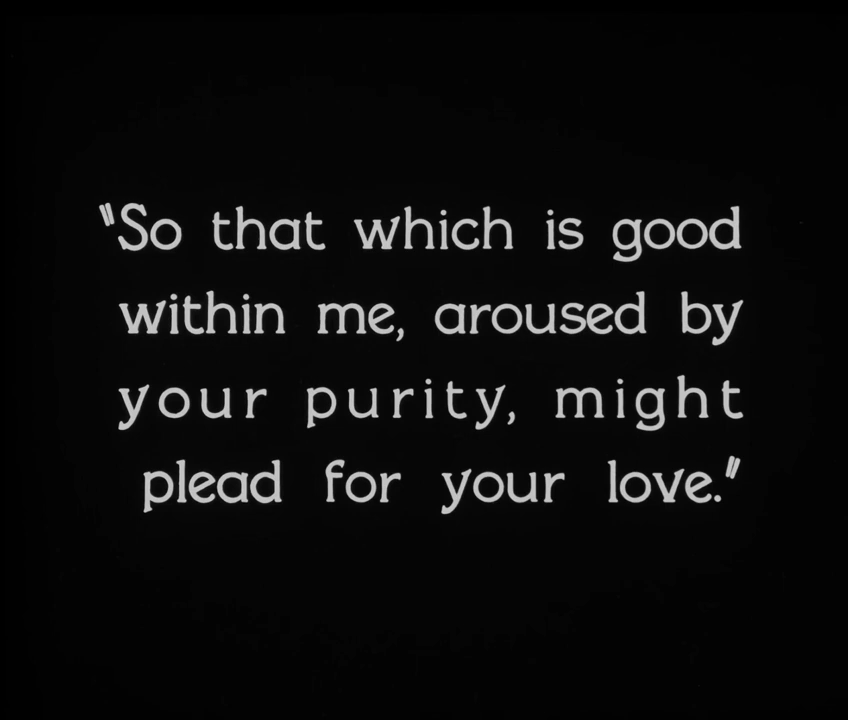 "So that which is good
within me, aroused by
your purity, might
plead for your love."